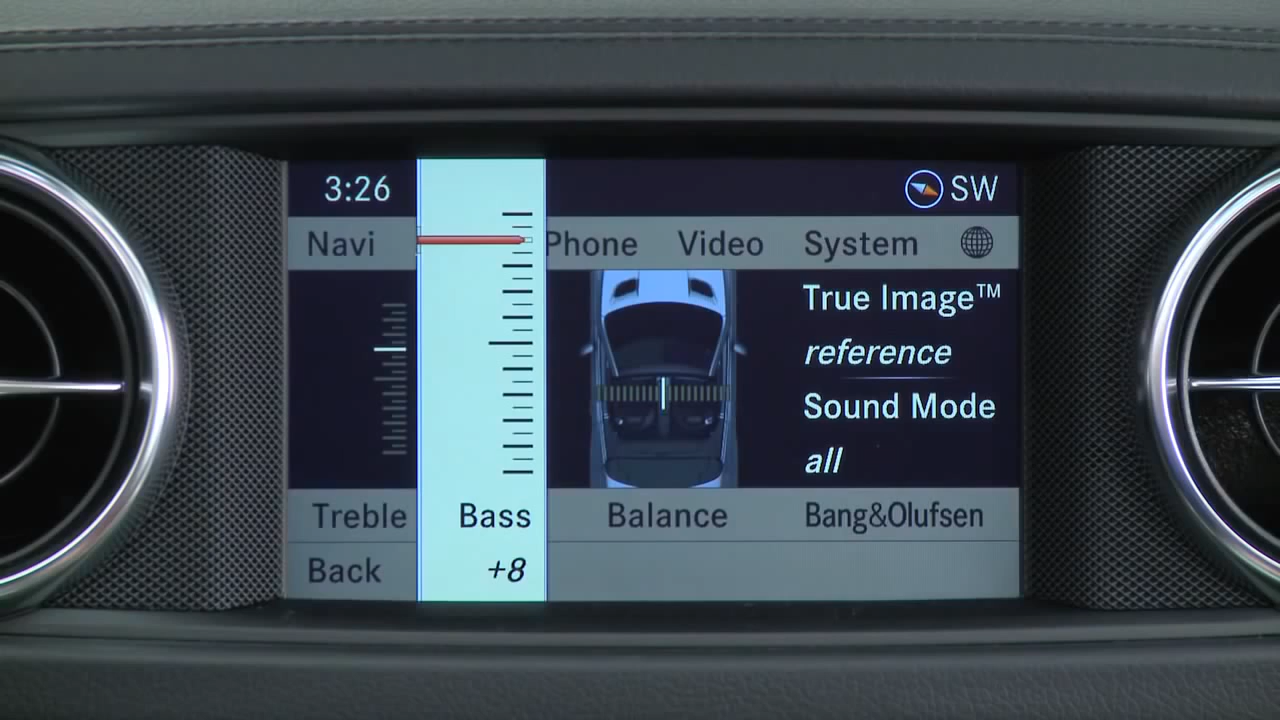 3:26 SW
Navi Phone Video System
True Image™
reference
Sound Mode
all
Treble Bass Balance Bang&Olufsen
Back +8